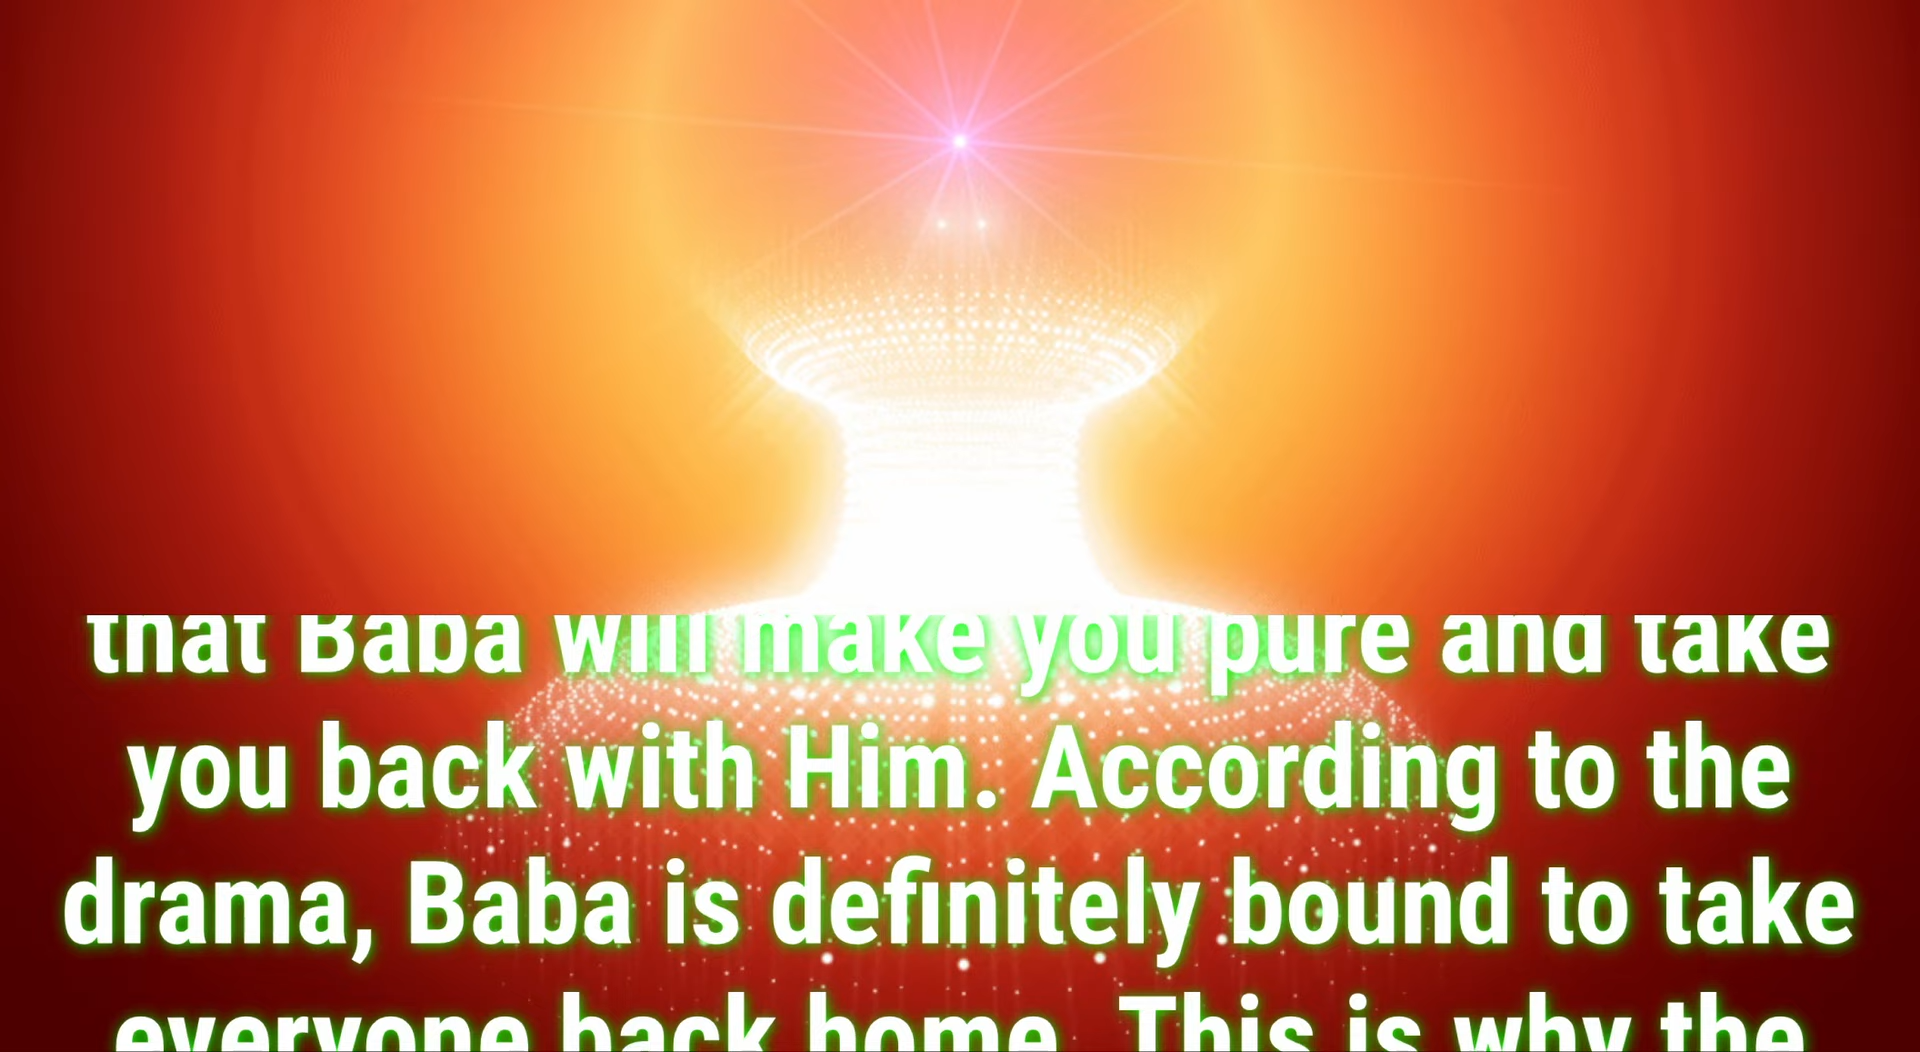 that Baba will make you pure and take
you back with Him. According to the
drama, Baba is definitely bound to take
everyone back home. This is why the